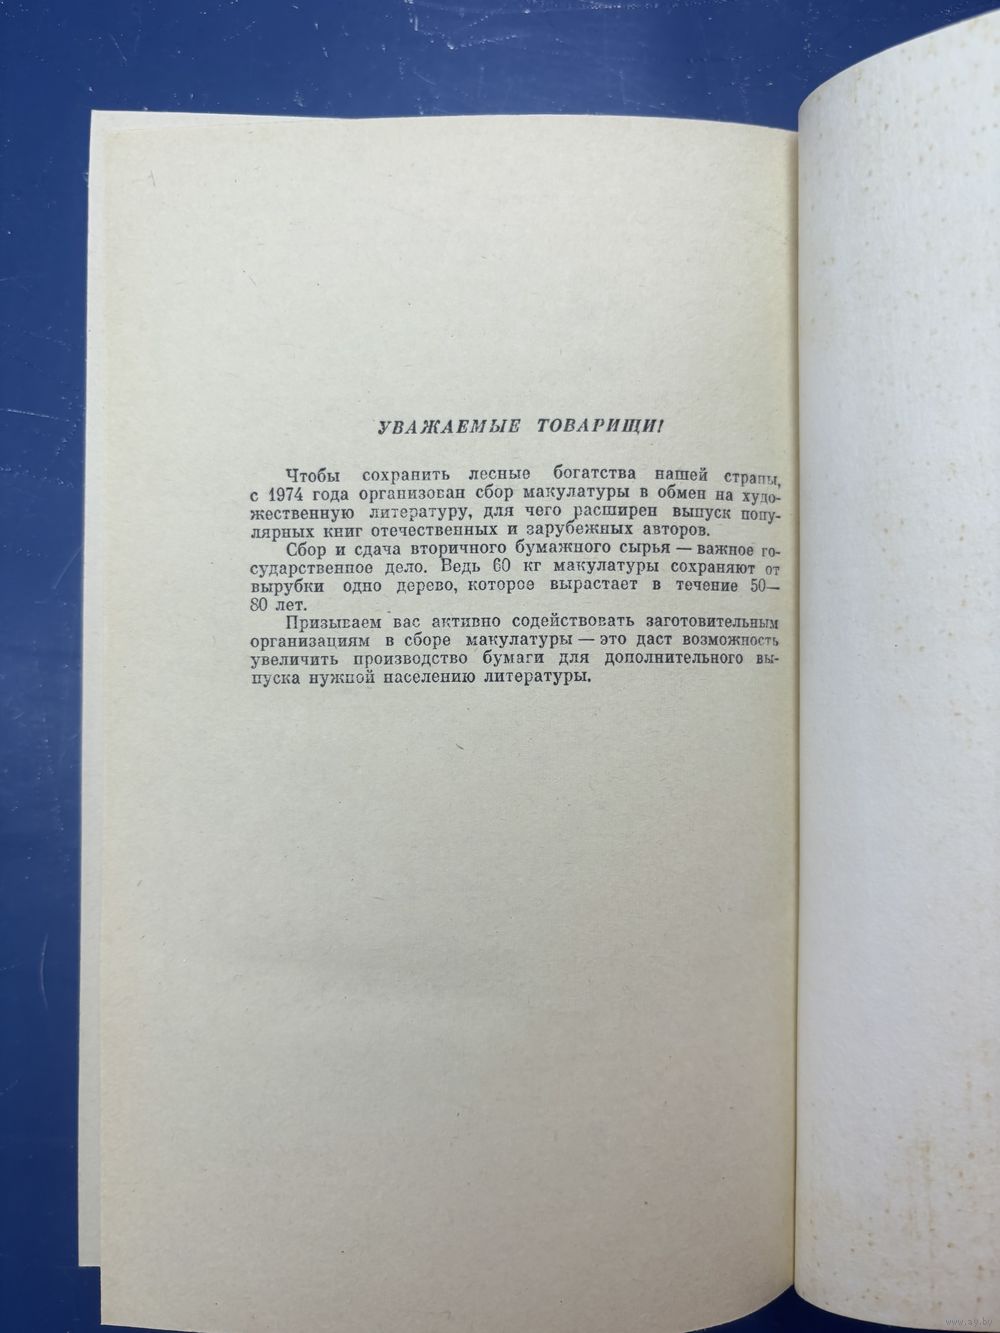 УВАЖАЕМЫЕ ТОВАРИЩИ!
Чтобы сохранить лесные богатства нашей страны,
с 1974 года организован сбор макулатуры в обмен на худо-
жественную литературу, для чего расширен выпуск попу-
лярных книг отечественных и зарубежных авторов.
Сбор и сдача вторичного бумажного сырья — важное го-
сударственное дело. Ведь 60 кг макулатуры сохраняют от
вырубки одно дерево, которое вырастает в течение 50—
80 лет.
Призываем вас активно содействовать заготовительным
организациям в сборе макулатуры — это даст возможность
увеличить производство бумаги для дополнительного вы-
пуска нужной населению литературы.
www.ay.by